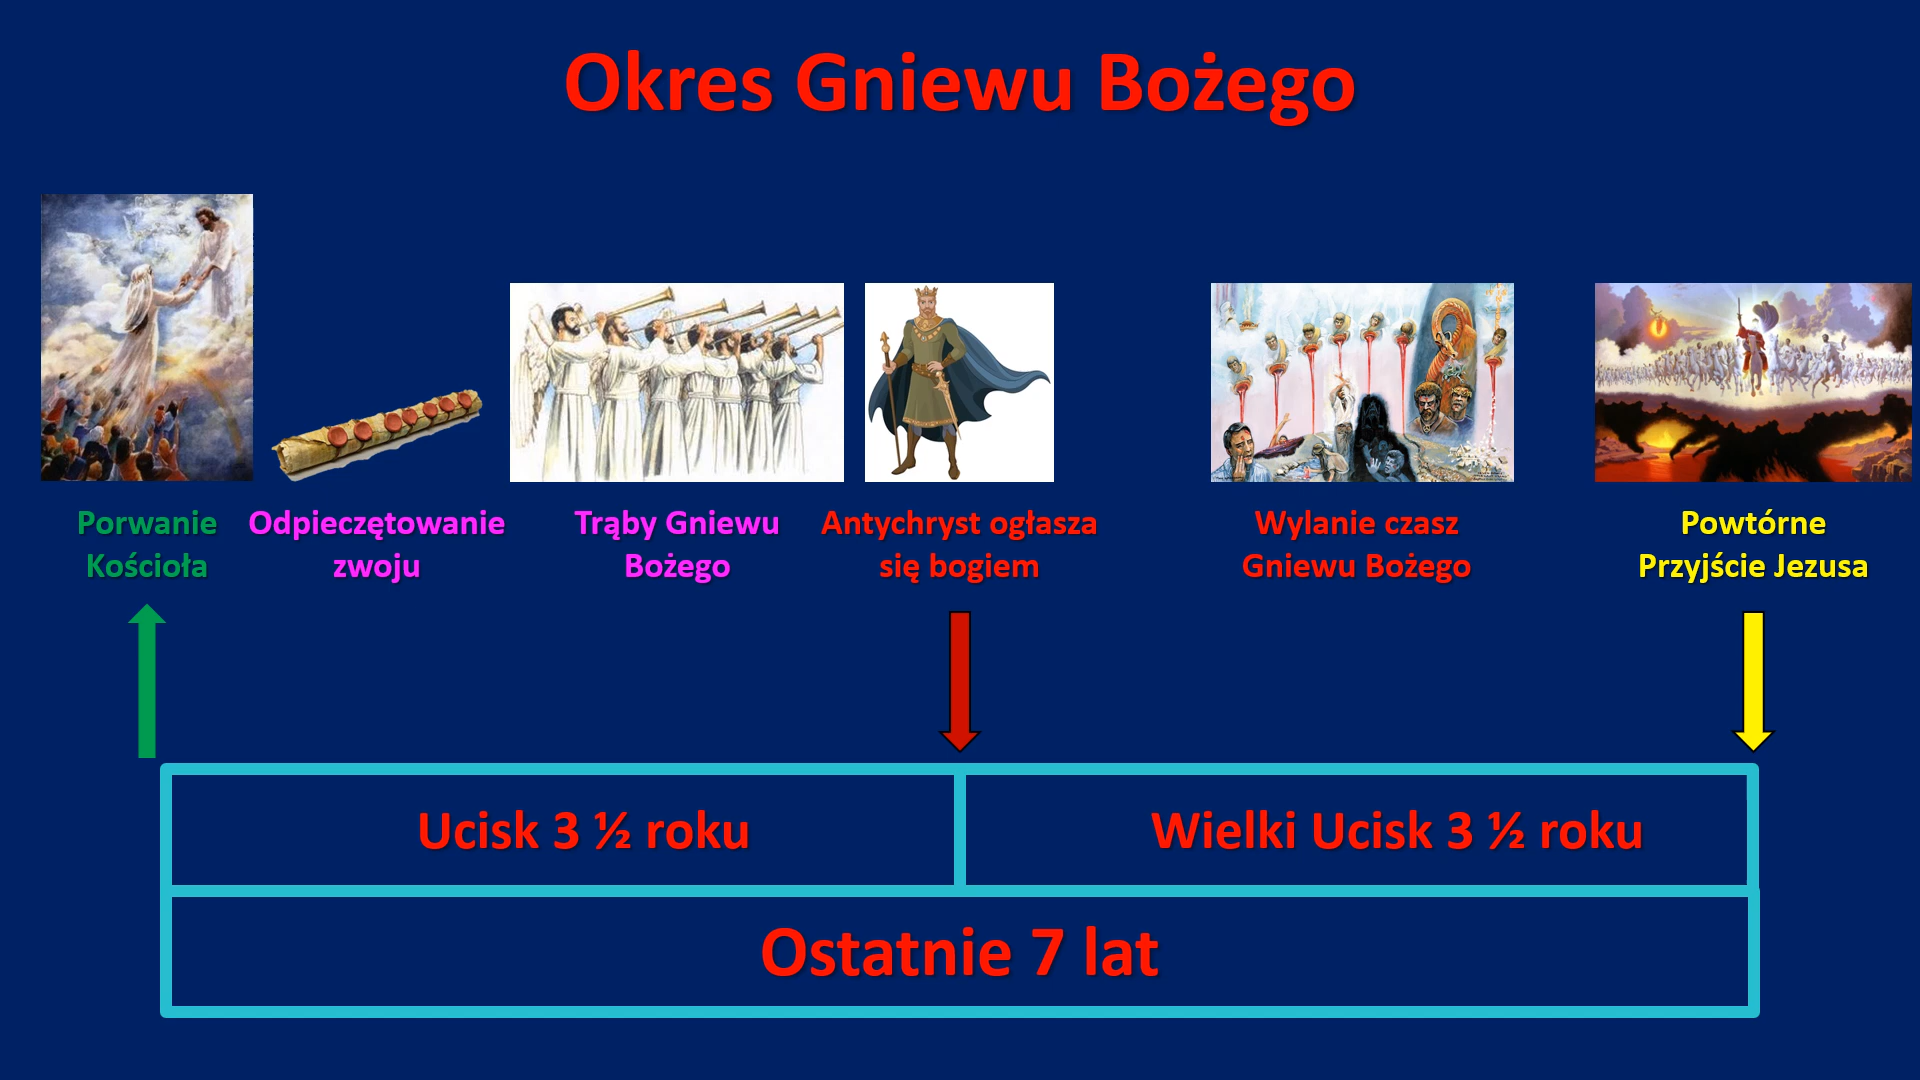 Okres Gniewu Bożego
Porwanie
Kościoła
Odpieczętowanie
zwoju
Trąby Gniewu
Bożego
Antychryst ogłasza
się bogiem
Wylanie czasz
Gniewu Bożego
Powtórne
Przyjście Jezusa
Ucisk 3 ½ roku
Wielki Ucisk 3 ½ roku
Ostatnie 7 lat